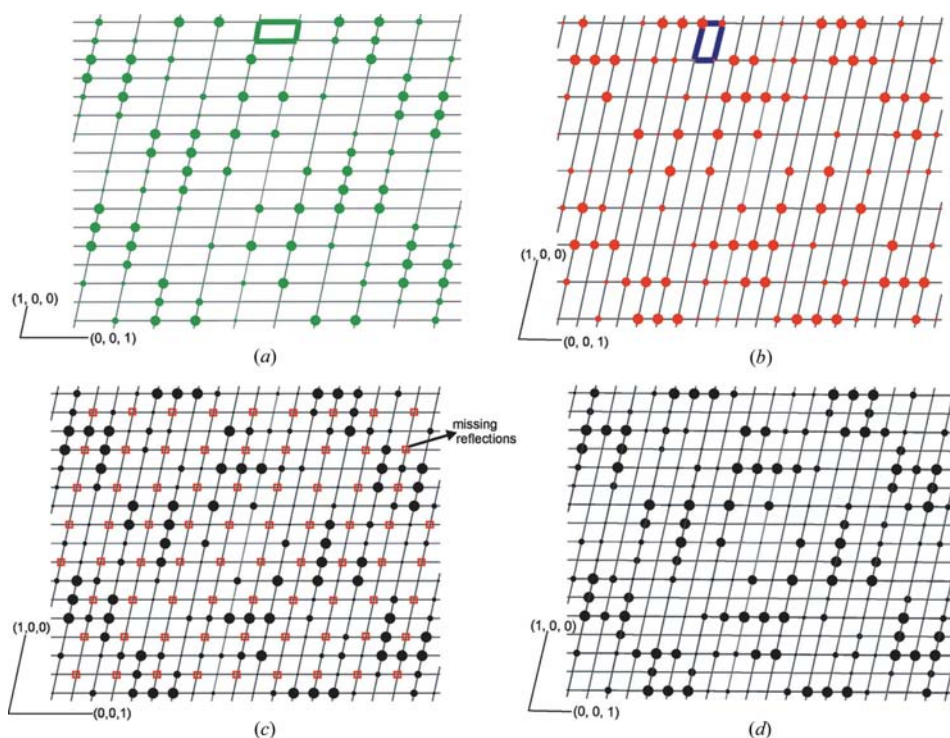 (1, 0, 0)
(0, 0, 1)
(a)
(1, 0, 0)
(0, 0, 1)
(b)
missing
reflections
(1,0,0)
(0,0,1)
(c)
(1, 0, 0)
(0, 0, 1)
(d)